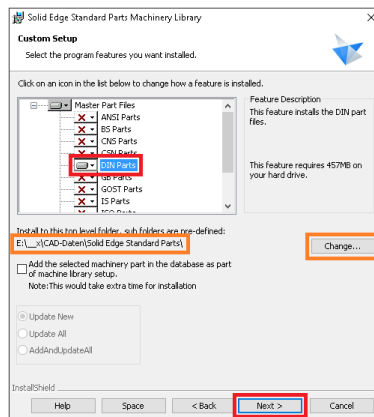 Solid Edge Standard Parts Machinery Library
Custom Setup
Select the program features you want installed.
Click on an icon in the list below to change how a feature is installed.
Master Part Files
ANSI Parts
BS Parts
CNS Parts
CSN Parts
DIN Parts
GB Parts
GOST Parts
IS Parts
ISO Parts
Feature Description
This feature installs the DIN part
files.
This feature requires 457MB on
your hard drive.
Install to this top level folder, sub folders are pre-defined:
E:\__x\CAD-Daten\Solid Edge Standard Parts\
Change...
Add the selected machinery part in the database as part
of machine library setup.
Note:This would take extra time for installation
Update New
Update All
AddAndUpdateAll
InstallShield
Help
Space
< Back
Next >
Cancel